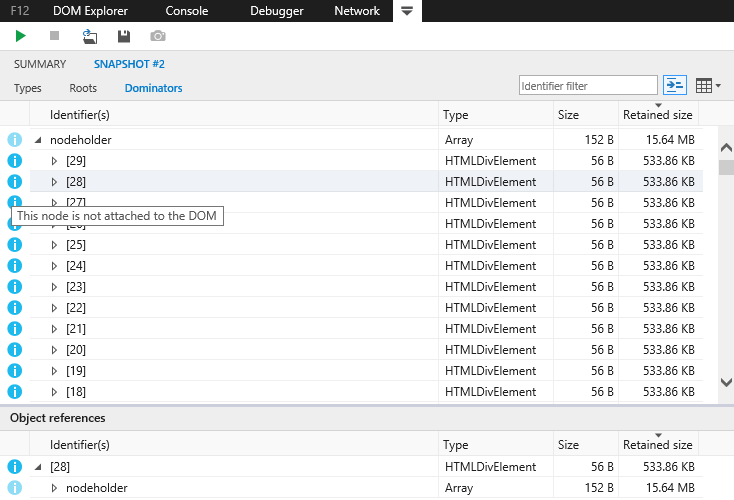 F12 DOM Explorer Console Debugger Network
SUMMARY SNAPSHOT #2
Types Roots Dominators Identifier filter
Identifier(s) Type Size Retained size
nodeholder Array 152 B 15.64 MB
[29] HTMLDivElement 56 B 533.86 KB
[28] HTMLDivElement 56 B 533.86 KB
[27] HTMLDivElement 56 B 533.86 KB
This node is not attached to the DOM
HTMLDivElement 56 B 533.86 KB
[25] HTMLDivElement 56 B 533.86 KB
[24] HTMLDivElement 56 B 533.86 KB
[23] HTMLDivElement 56 B 533.86 KB
[22] HTMLDivElement 56 B 533.86 KB
[21] HTMLDivElement 56 B 533.86 KB
[20] HTMLDivElement 56 B 533.86 KB
[19] HTMLDivElement 56 B 533.86 KB
[18] HTMLDivElement 56 B 533.86 KB
Object references
Identifier(s) Type Size Retained size
[28] HTMLDivElement 56 B 533.86 KB
nodeholder Array 152 B 15.64 MB